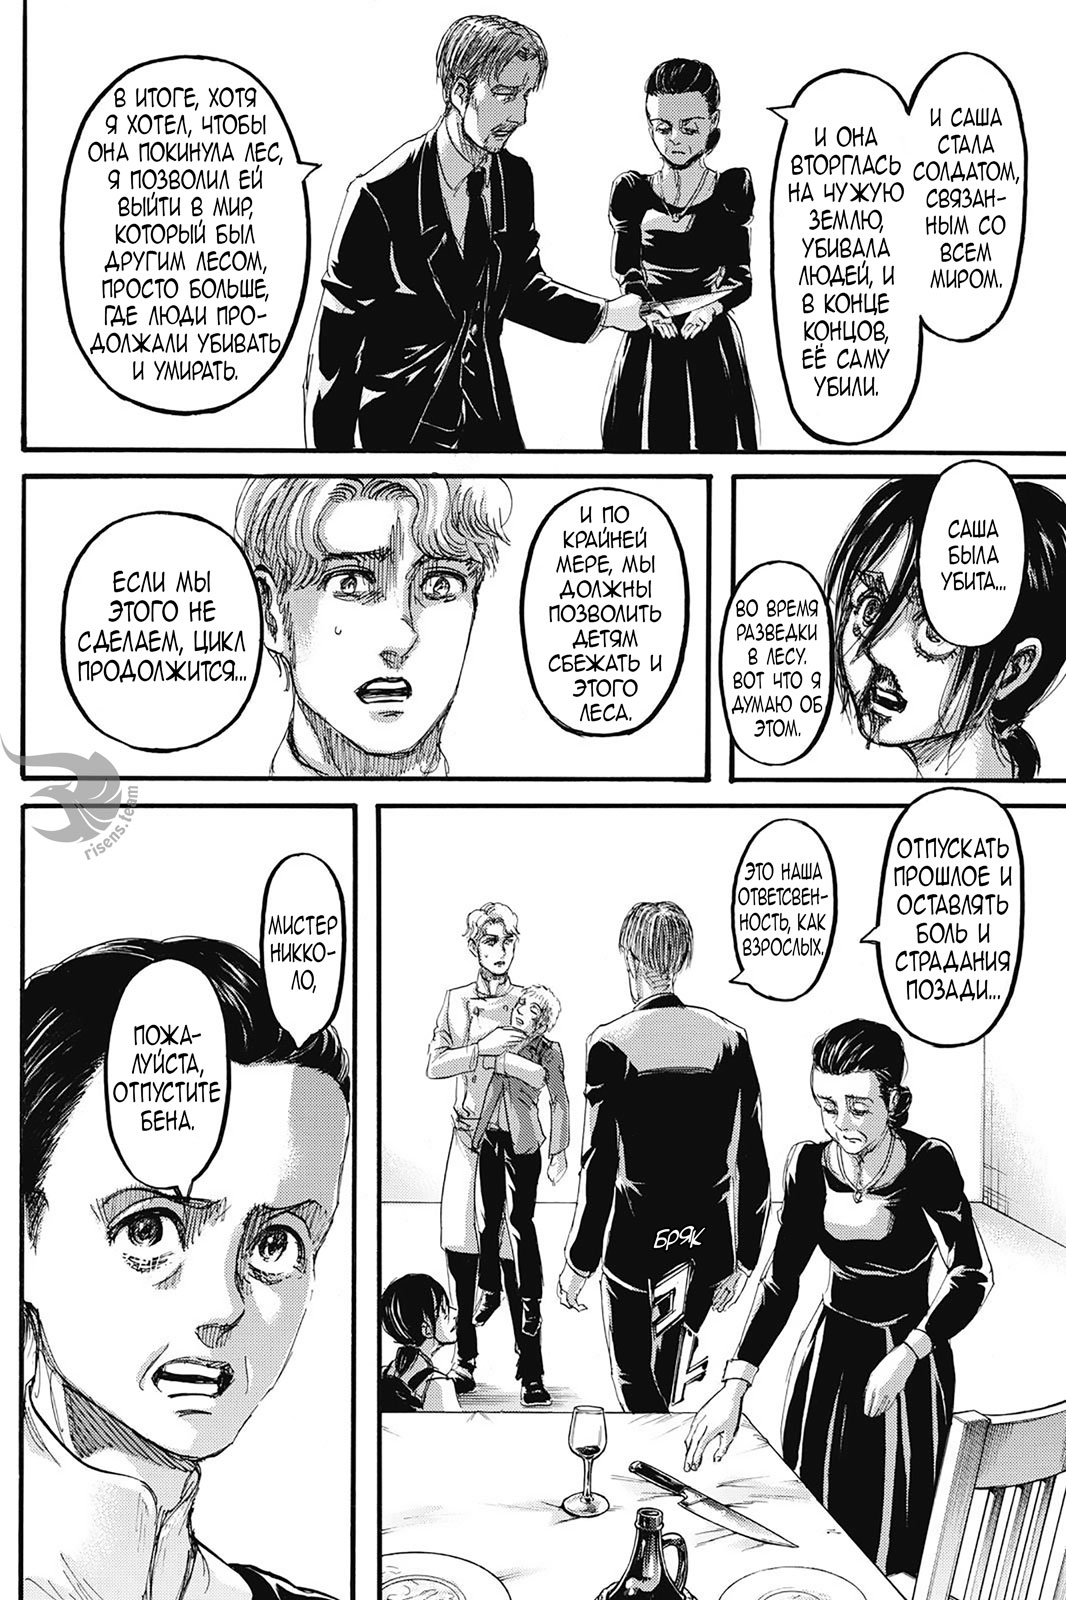 И САША
СТАЛА
СОЛДАТОМ,
СВЯЗАН-
НЫМ СО
ВСЕМ
МИРОМ.
И ОНА
ВТОРГЛАСЬ
НА ЧУЖУЮ
ЗЕМЛЮ,
УБИВАЛА
ЛЮДЕЙ, И
В КОНЦЕ
КОНЦОВ,
ЕЁ САМУ
УБИЛИ.
В ИТОГЕ, ХОТЯ
Я ХОТЕЛ, ЧТОБЫ
ОНА ПОКИНУЛА ЛЕС,
Я ПОЗВОЛИЛ ЕЙ
ВЫЙТИ В МИР,
КОТОРЫЙ БЫЛ
ДРУГИМ ЛЕСОМ,
ПРОСТО БОЛЬШЕ,
ГДЕ ЛЮДИ ПРО-
ДОЛЖАЛИ УБИВАТЬ
И УМИРАТЬ.
САША
БЫЛА
УБИТА...
ВО ВРЕМЯ
РАЗВЕДКИ
В ЛЕСУ.
ВОТ ЧТО Я
ДУМАЮ ОБ
ЭТОМ.
И ПО
КРАЙНЕЙ
МЕРЕ, МЫ
ДОЛЖНЫ
ПОЗВОЛИТЬ
ДЕТЯМ
СБЕЖАТЬ И
ЭТОГО
ЛЕСА.
ЕСЛИ МЫ
ЭТОГО НЕ
СДЕЛАЕМ, ЦИКЛ
ПРОДОЛЖИТСЯ...
ОТПУСКАТЬ
ПРОШЛОЕ И
ОСТАВЛЯТЬ
БОЛЬ И
СТРАДАНИЯ
ПОЗАДИ...
ЭТО НАША
ОТВЕТСВЕН-
НОСТЬ, КАК
ВЗРОСЛЫХ.
БРЯК
МИСТЕР
НИККО-
ЛО,
ПОЖА-
ЛУЙСТА,
ОТПУСТИТЕ
БЕНА.
risens.team